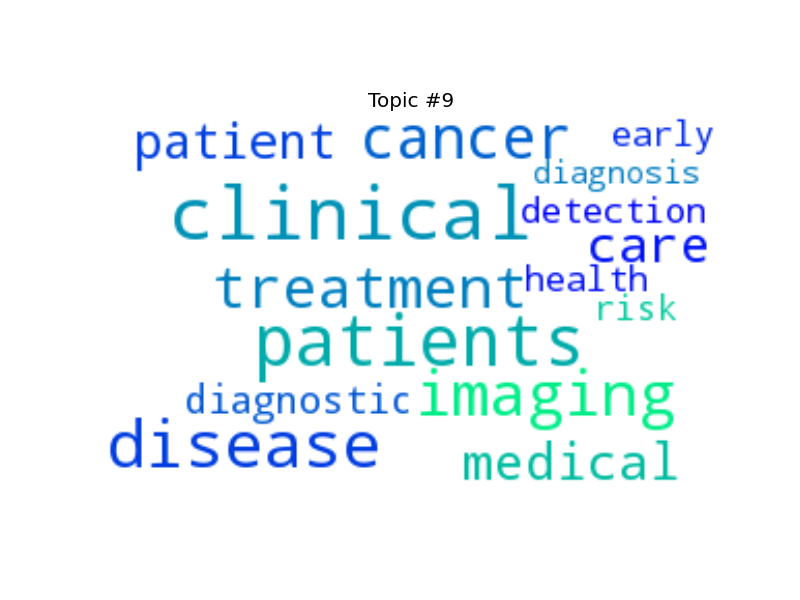 Topic #9
patient cancer early
diagnosis
clinical detection
care
treatment health
risk
patients
diagnostic imaging
disease medical